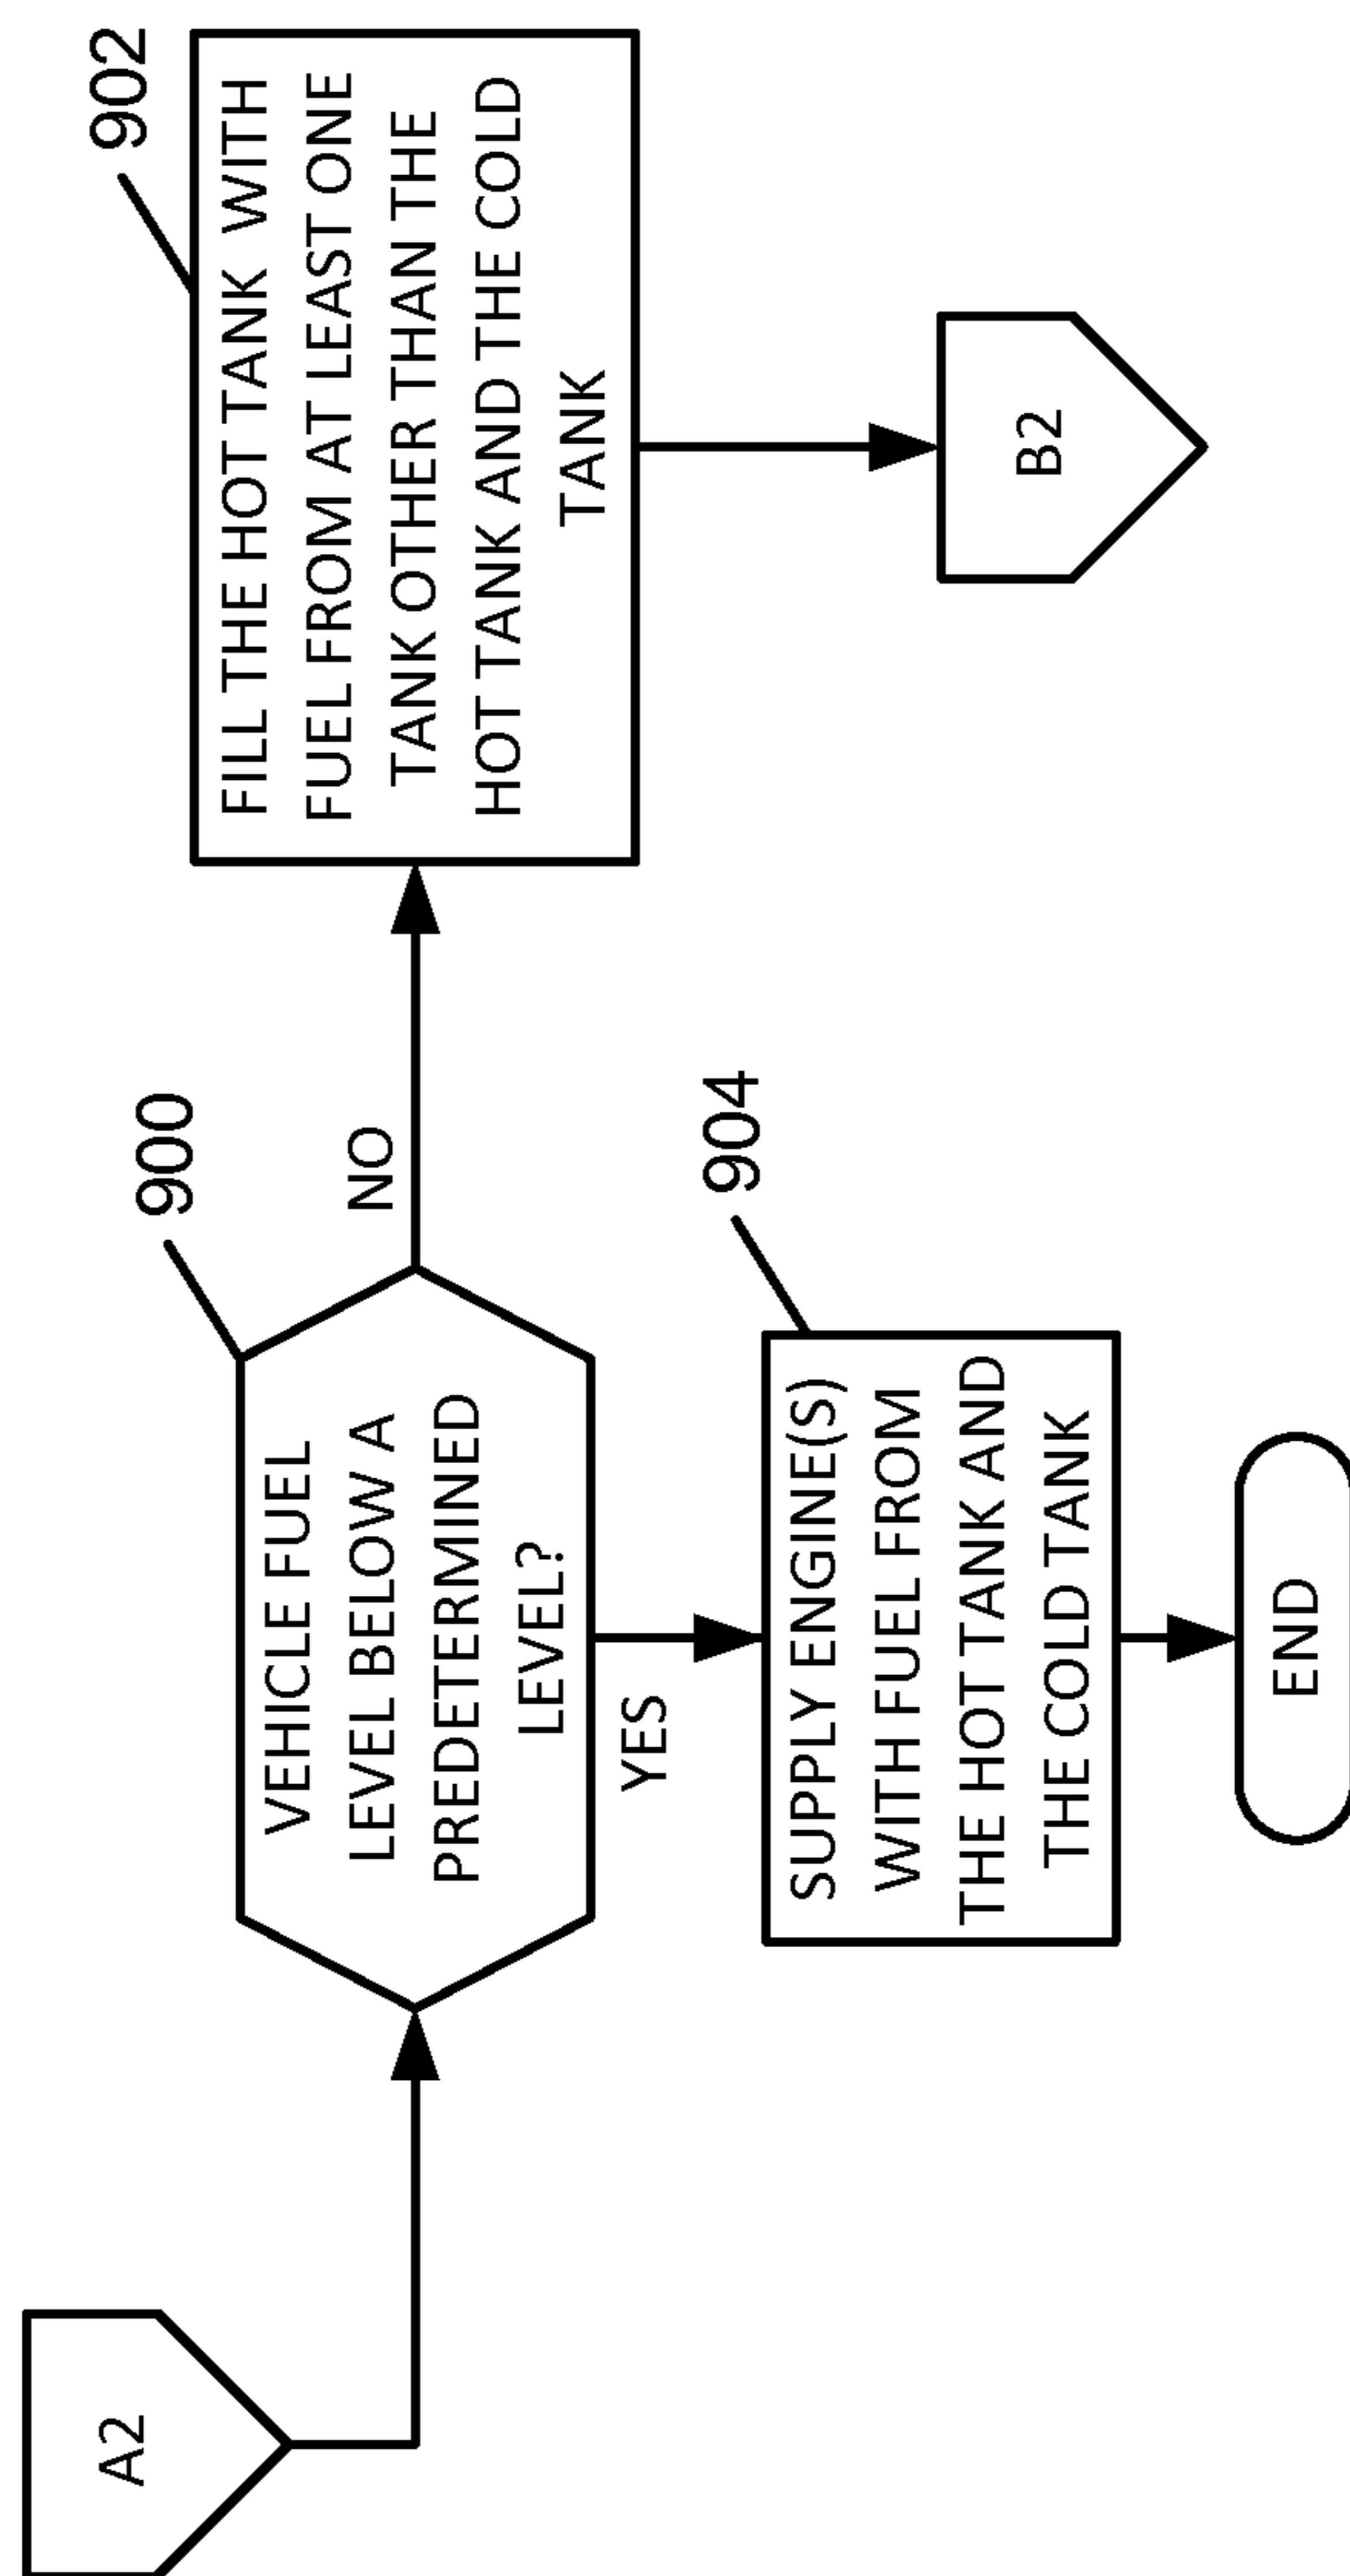 A2
900
VEHICLE FUEL
LEVEL BELOW A
PREDETERMINED
LEVEL?
NO
YES
902
FILL THE HOT TANK WITH
FUEL FROM AT LEAST ONE
TANK OTHER THAN THE
HOT TANK AND THE COLD
TANK
904
SUPPLY ENGINE(S)
WITH FUEL FROM
THE HOT TANK AND
THE COLD TANK
B2
END